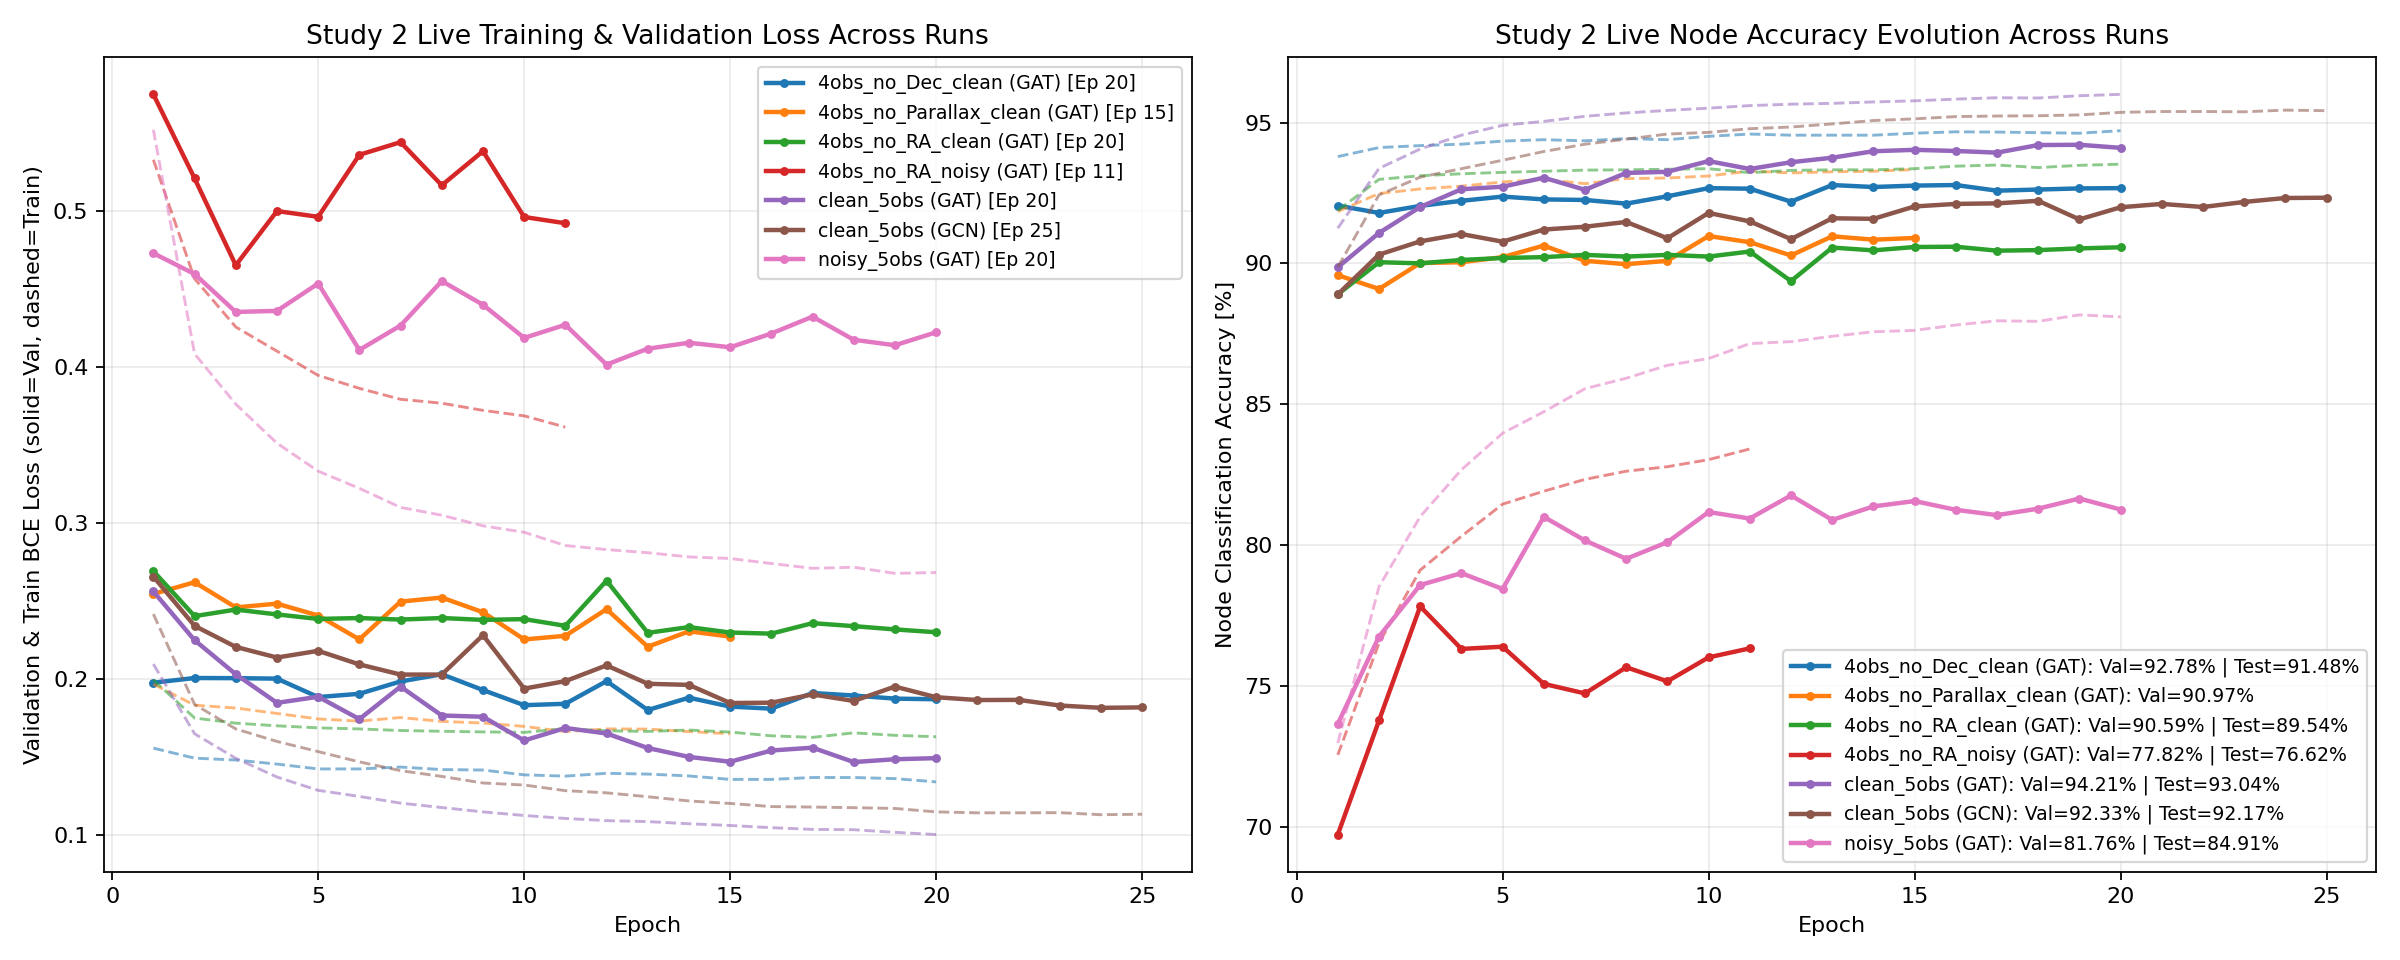 Study 2 Live Training & Validation Loss Across Runs
Validation & Train BCE Loss (solid=Val, dashed=Train)
0.5
0.4
0.3
0.2
0.1
4obs_no_Dec_clean (GAT) [Ep 20]
4obs_no_Parallax_clean (GAT) [Ep 15]
4obs_no_RA_clean (GAT) [Ep 20]
4obs_no_RA_noisy (GAT) [Ep 11]
clean_5obs (GAT) [Ep 20]
clean_5obs (GCN) [Ep 25]
noisy_5obs (GAT) [Ep 20]
0 5 10 15 20 25
Epoch
Study 2 Live Node Accuracy Evolution Across Runs
Node Classification Accuracy [%]
95
90
85
80
75
70
4obs_no_Dec_clean (GAT): Val=92.78% | Test=91.48%
4obs_no_Parallax_clean (GAT): Val=90.97%
4obs_no_RA_clean (GAT): Val=90.59% | Test=89.54%
4obs_no_RA_noisy (GAT): Val=77.82% | Test=76.62%
clean_5obs (GAT): Val=94.21% | Test=93.04%
clean_5obs (GCN): Val=92.33% | Test=92.17%
noisy_5obs (GAT): Val=81.76% | Test=84.91%
0 5 10 15 20 25
Epoch